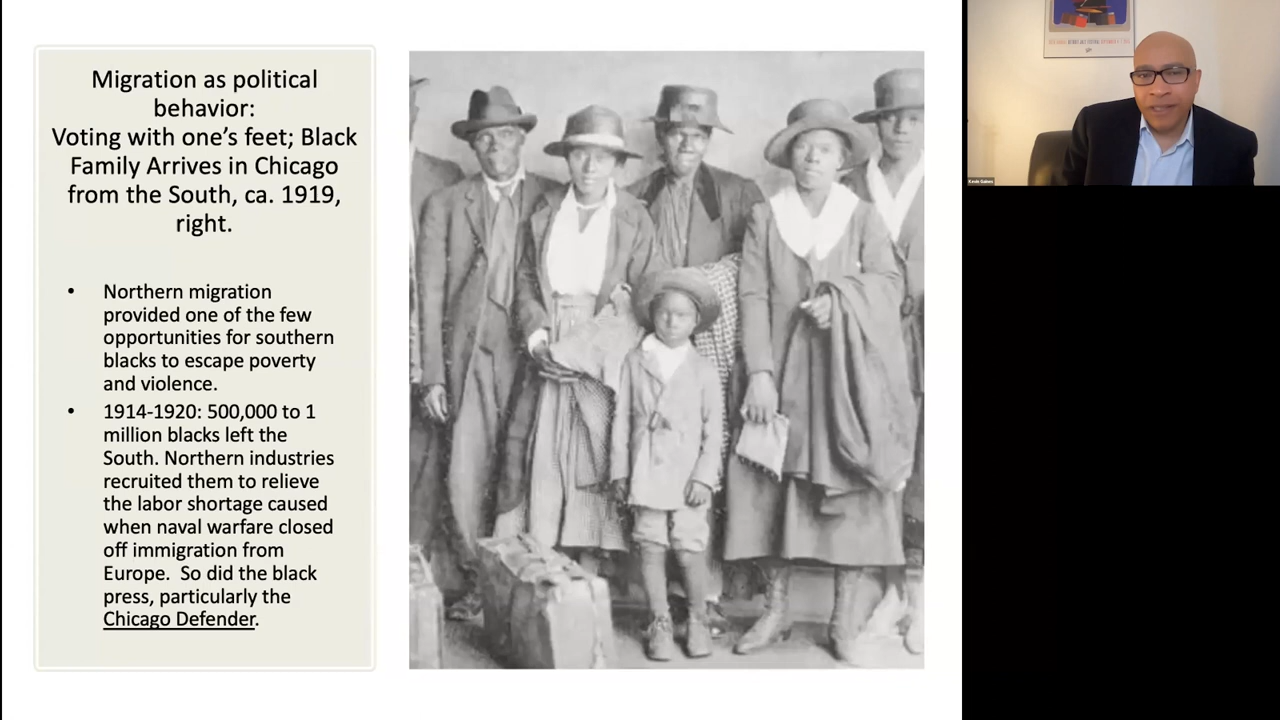 Migration as political
behavior:
Voting with one’s feet; Black
Family Arrives in Chicago
from the South, ca. 1919,
right.
• Northern migration
provided one of the few
opportunities for southern
blacks to escape poverty
and violence.
• 1914-1920: 500,000 to 1
million blacks left the
South. Northern industries
recruited them to relieve
the labor shortage caused
when naval warfare closed
off immigration from
Europe.  So did the black
press, particularly the
Chicago Defender.
Kevin Gaines